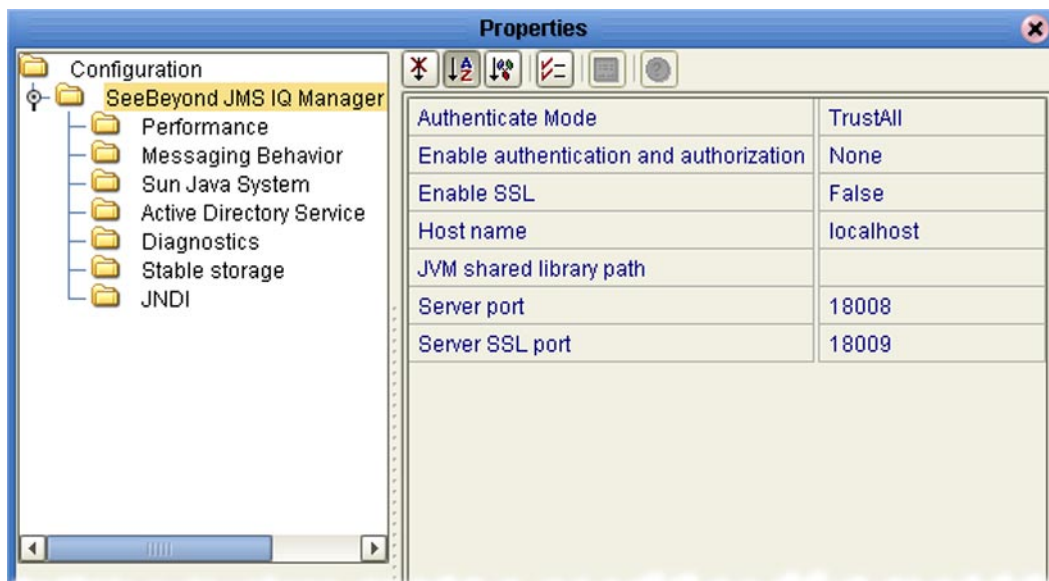 Properties
Configuration
SeeBeyond JMS IQ Manager
Performance
Messaging Behavior
Sun Java System
Active Directory Service
Diagnostics
Stable storage
JNDI
Authenticate Mode TrustAll
Enable authentication and authorization None
Enable SSL False
Host name localhost
JVM shared library path
Server port 18008
Server SSL port 18009